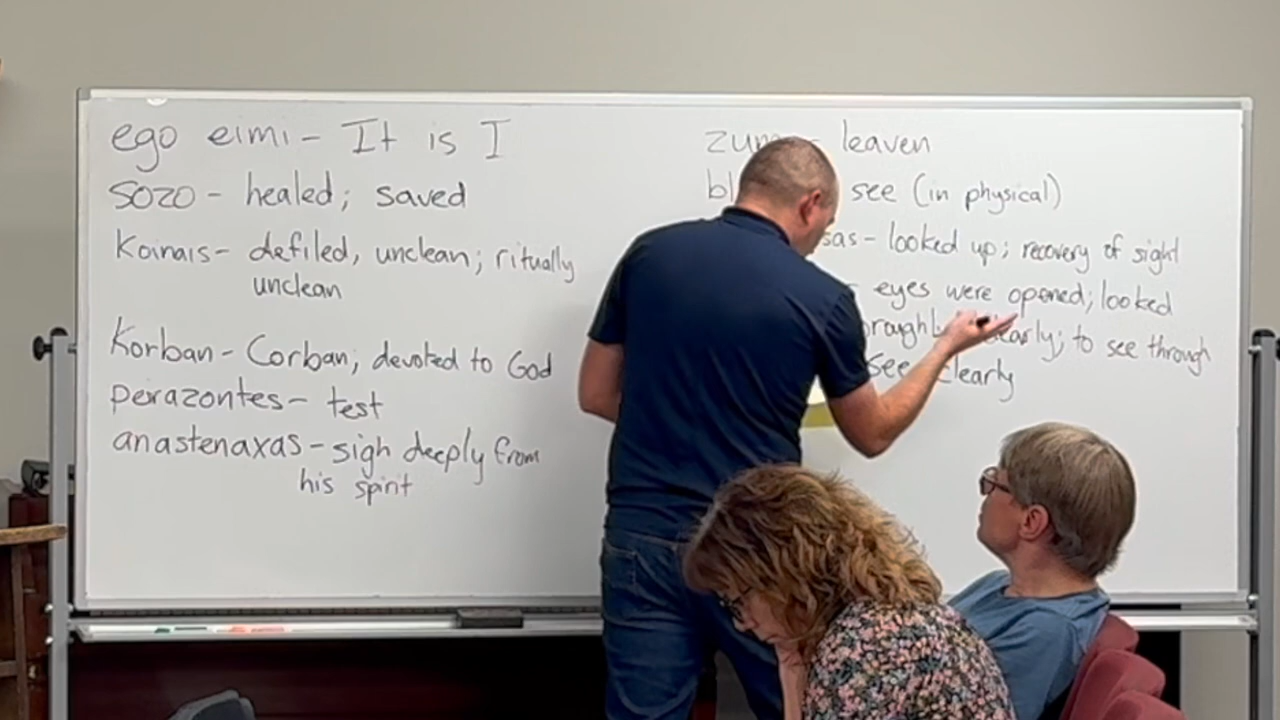 ego eimi - It is I
sozo - healed; saved
Koinais - defiled, unclean; ritually
unclean
Korban - Corban; devoted to God
peirazontes - test
anastenaxas - sigh deeply from
his spirit
leaven
see (in physical)
looked up; recovery of sight
eyes were opened; looked
to see through
see clearly